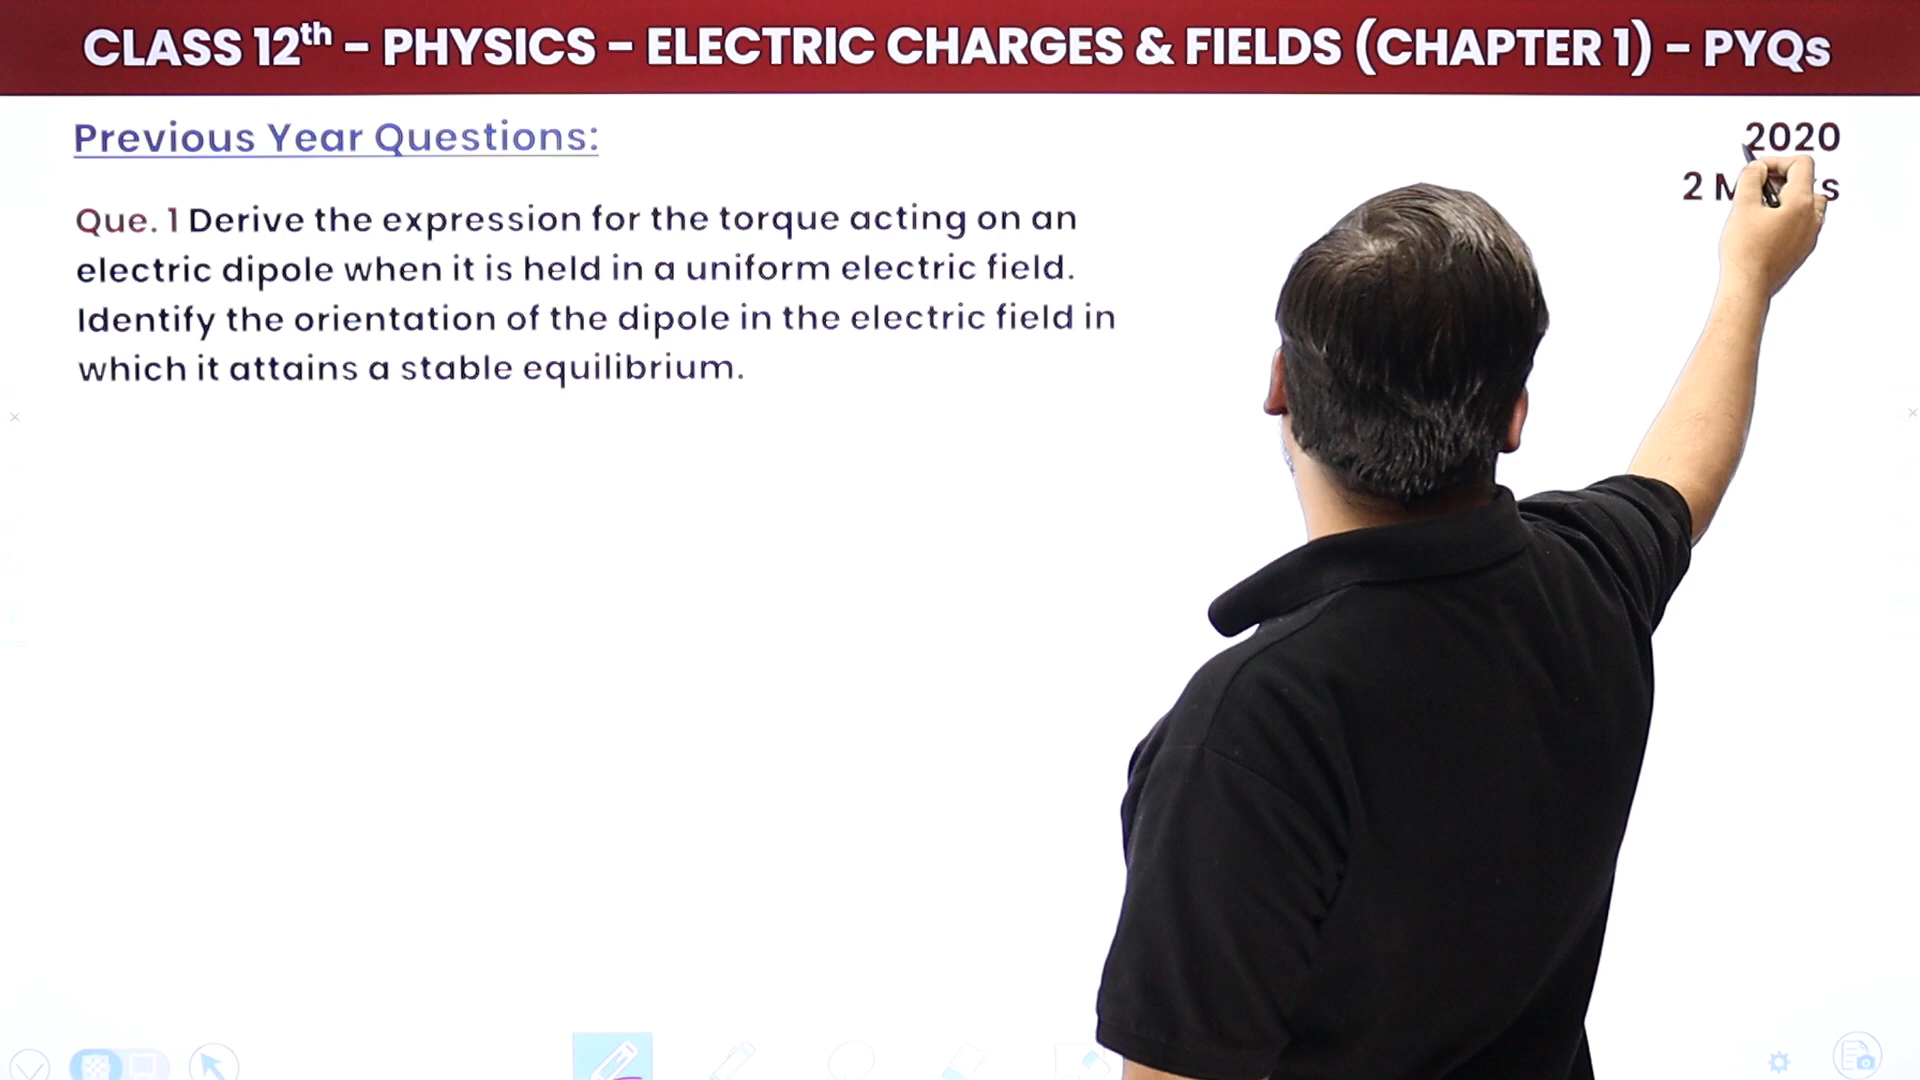 CLASS 12th – PHYSICS – ELECTRIC CHARGES & FIELDS (CHAPTER 1) – PYQs
Previous Year Questions:
2020
2
Que. 1 Derive the expression for the torque acting on an
electric dipole when it is held in a uniform electric field.
Identify the orientation of the dipole in the electric field in
which it attains a stable equilibrium.